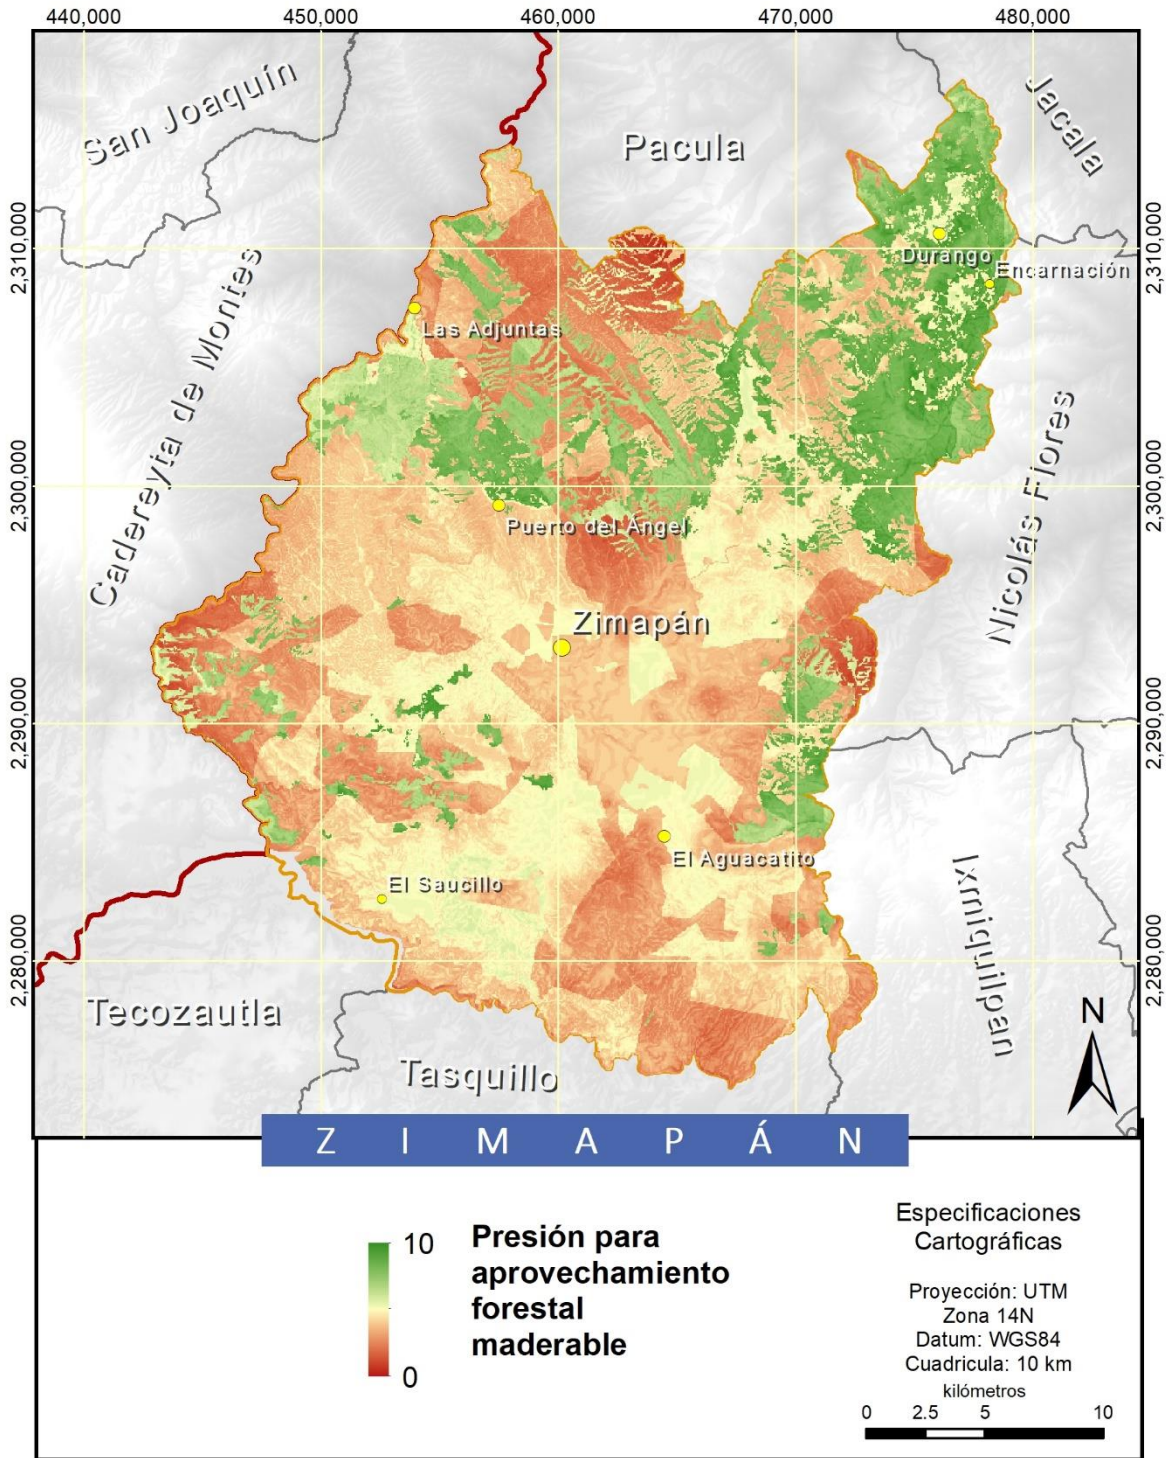 440,000 450,000 460,000 470,000 480,000
San Joaquín
Pacula
Jacala
2,310,000
2,310,000
Durango
Encarnación
Las Adjuntas
Cadereyta de Montes
Nicolás Flores
2,300,000
2,300,000
Puerto del Ángel
Zimapán
2,290,000
2,290,000
El Aguacatito
El Saucillo
Ixmiquilpan
2,280,000
2,280,000
Tecozautla
Tasquillo
N
Z I M A P Á N
10
0
Presión para
aprovechamiento
forestal
maderable
Especificaciones
Cartográficas
Proyección: UTM
Zona 14N
Datum: WGS84
Cuadricula: 10 km
kilómetros
0 2.5 5 10